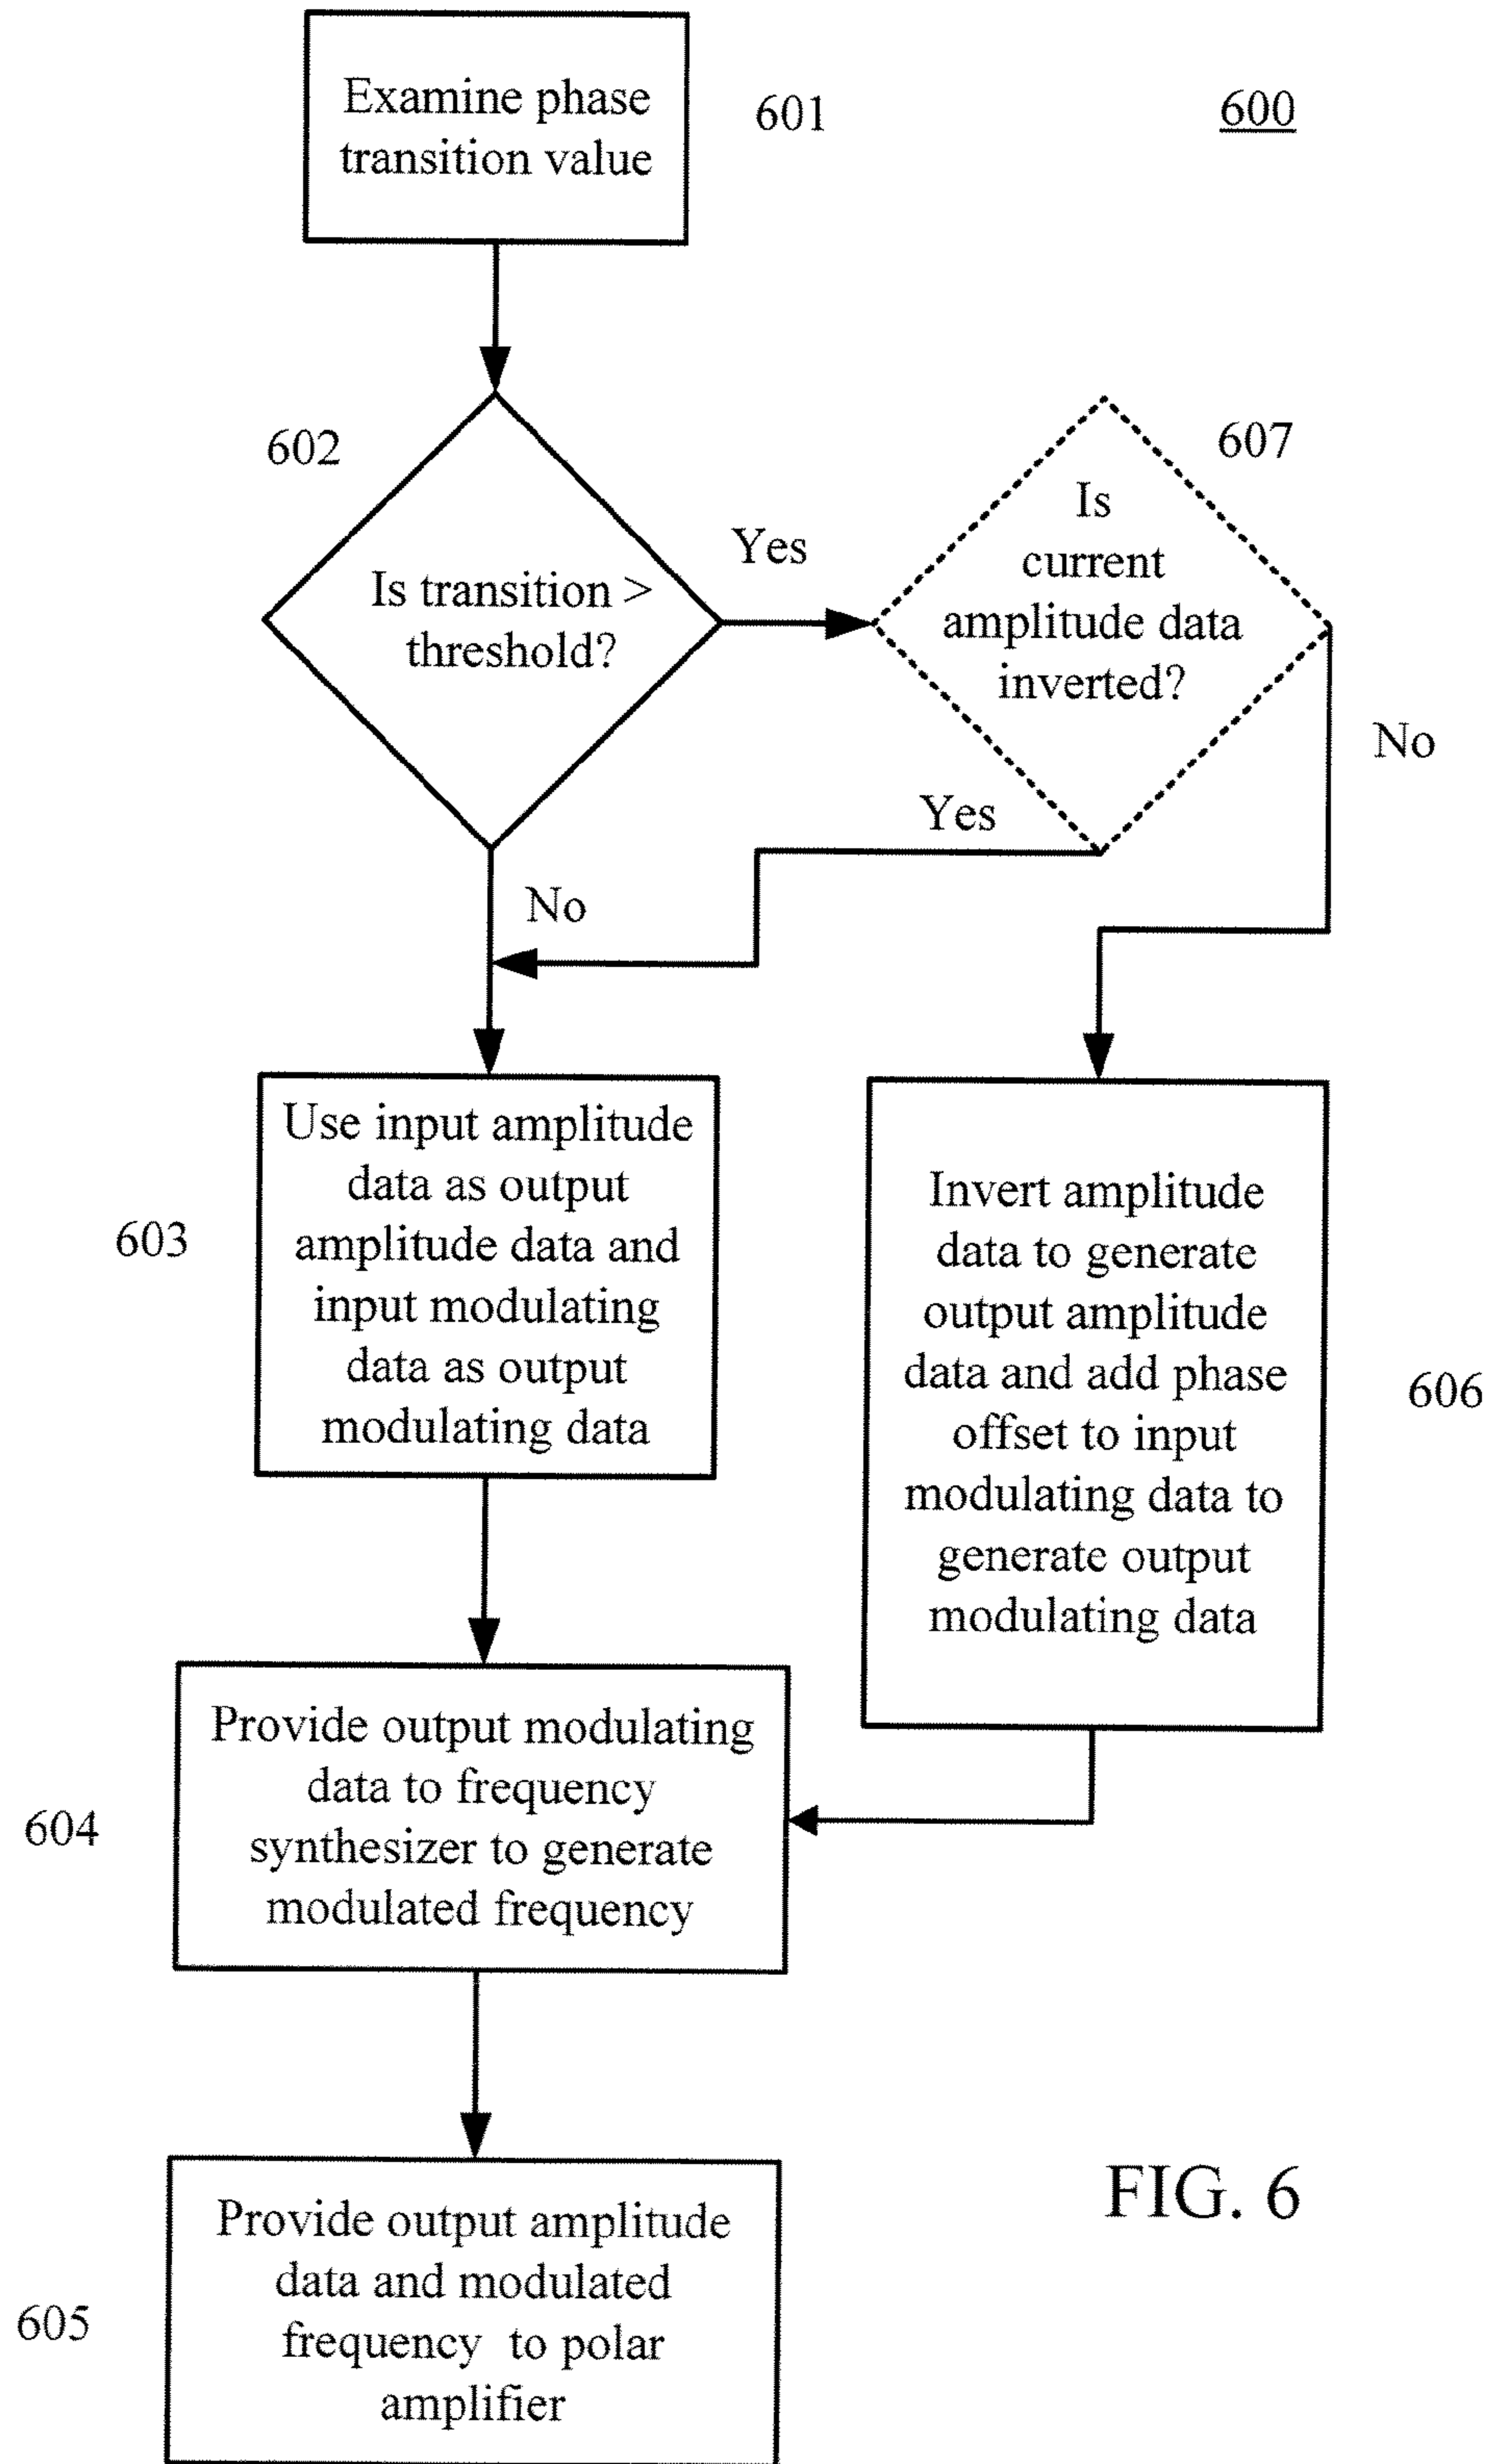 Examine phase
transition value
601
600
602
Is transition >
threshold?
Yes
607
Is
current
amplitude data
inverted?
No
Yes
No
603
Use input amplitude
data as output
amplitude data and
input modulating
data as output
modulating data
Invert amplitude
data to generate
output amplitude
data and add phase
offset to input
modulating data to
generate output
modulating data
606
604
Provide output modulating
data to frequency
synthesizer to generate
modulated frequency
605
Provide output amplitude
data and modulated
frequency to polar
amplifier
FIG. 6